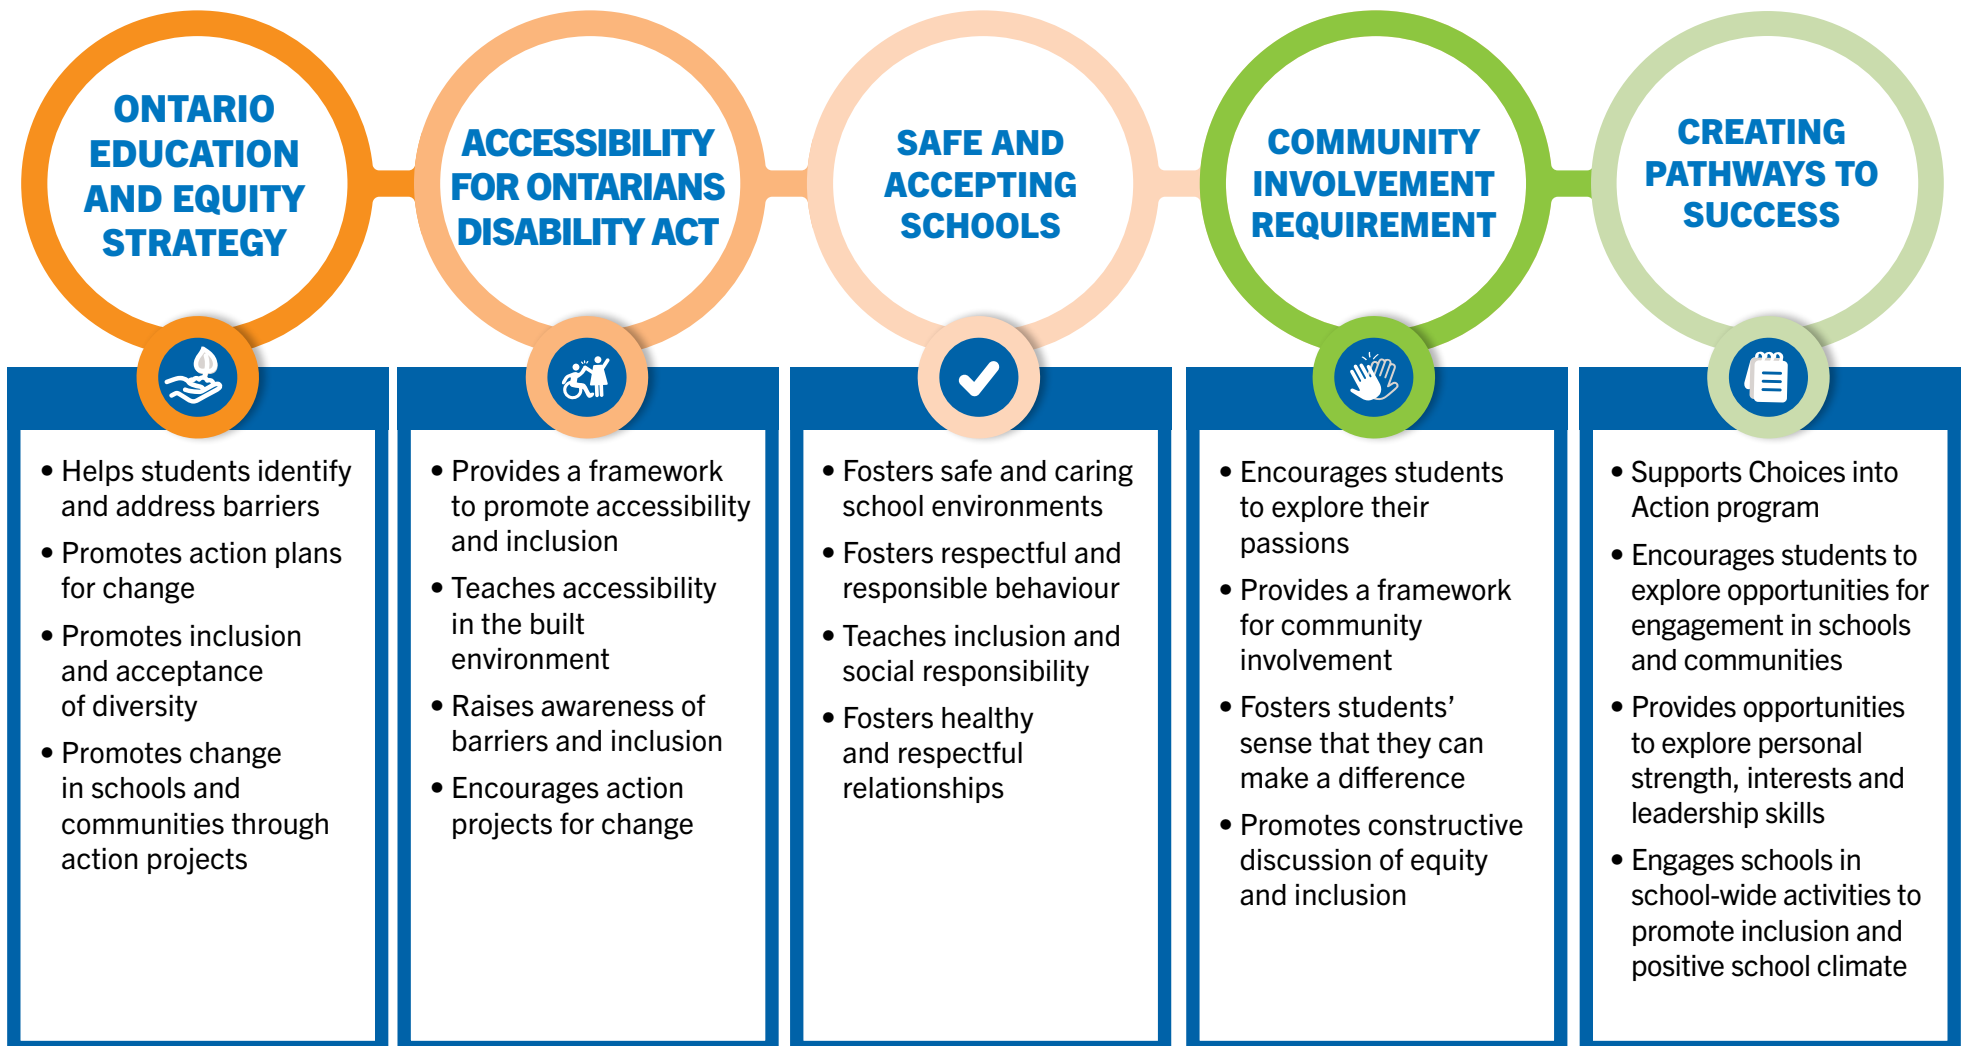 ONTARIO
EDUCATION
AND EQUITY
STRATEGY
• Helps students identify
and address barriers
• Promotes action plans
for change
• Promotes inclusion
and acceptance
of diversity
• Promotes change
in schools and
communities through
action projects
ACCESSIBILITY
FOR ONTARIANS
DISABILITY ACT
• Provides a framework
to promote accessibility
and inclusion
• Teaches accessibility
in the built
environment
• Raises awareness of
barriers and inclusion
• Encourages action
projects for change
SAFE AND
ACCEPTING
SCHOOLS
• Fosters safe and caring
school environments
• Fosters respectful and
responsible behaviour
• Teaches inclusion and
social responsibility
• Fosters healthy
and respectful
relationships
COMMUNITY
INVOLVEMENT
REQUIREMENT
• Encourages students
to explore their
passions
• Provides a framework
for community
involvement
• Fosters students’
sense that they can
make a difference
• Promotes constructive
discussion of equity
and inclusion
CREATING
PATHWAYS TO
SUCCESS
• Supports Choices into
Action program
• Encourages students to
explore opportunities for
engagement in schools
and communities
• Provides opportunities
to explore personal
strength, interests and
leadership skills
• Engages schools in
school-wide activities to
promote inclusion and
positive school climate